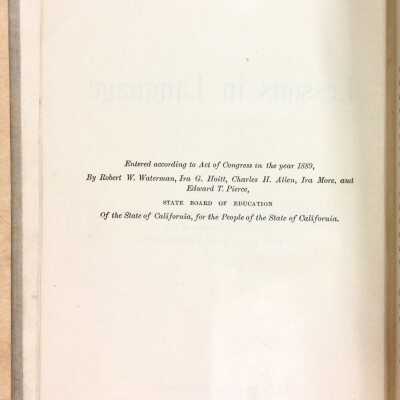 Entered according to Act of Congress in the year 1889,
By Robert W. Waterman, Ira G. Hoitt, Charles H. Allen, Ira More, and
Edward T. Pierce,
STATE BOARD OF EDUCATION
Of the State of California, for the People of the State of California.